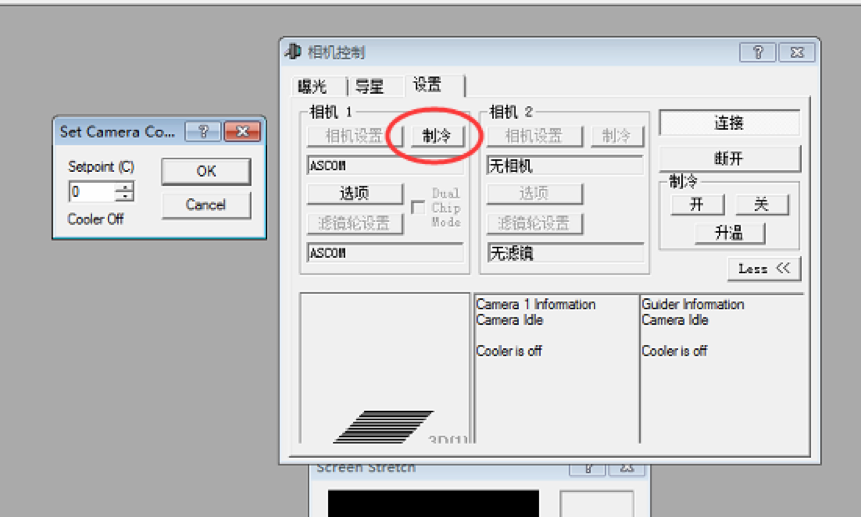 相机控制
曝光
导星
设置
Set Camera Co...
Setpoint (C)
0
Cooler Off
OK
Cancel
相机 1
相机设置
制冷
ASCOM
选项
Dual
Chip
Mode
滤镜轮设置
ASCOM
相机 2
相机设置
制冷
无相机
选项
滤镜轮设置
无滤镜
连接
断开
制冷
开
关
升温
Less <<
Camera 1 Information
Camera Idle
Cooler is off
Guider Information
Camera Idle
Cooler is off
Screen Stretch